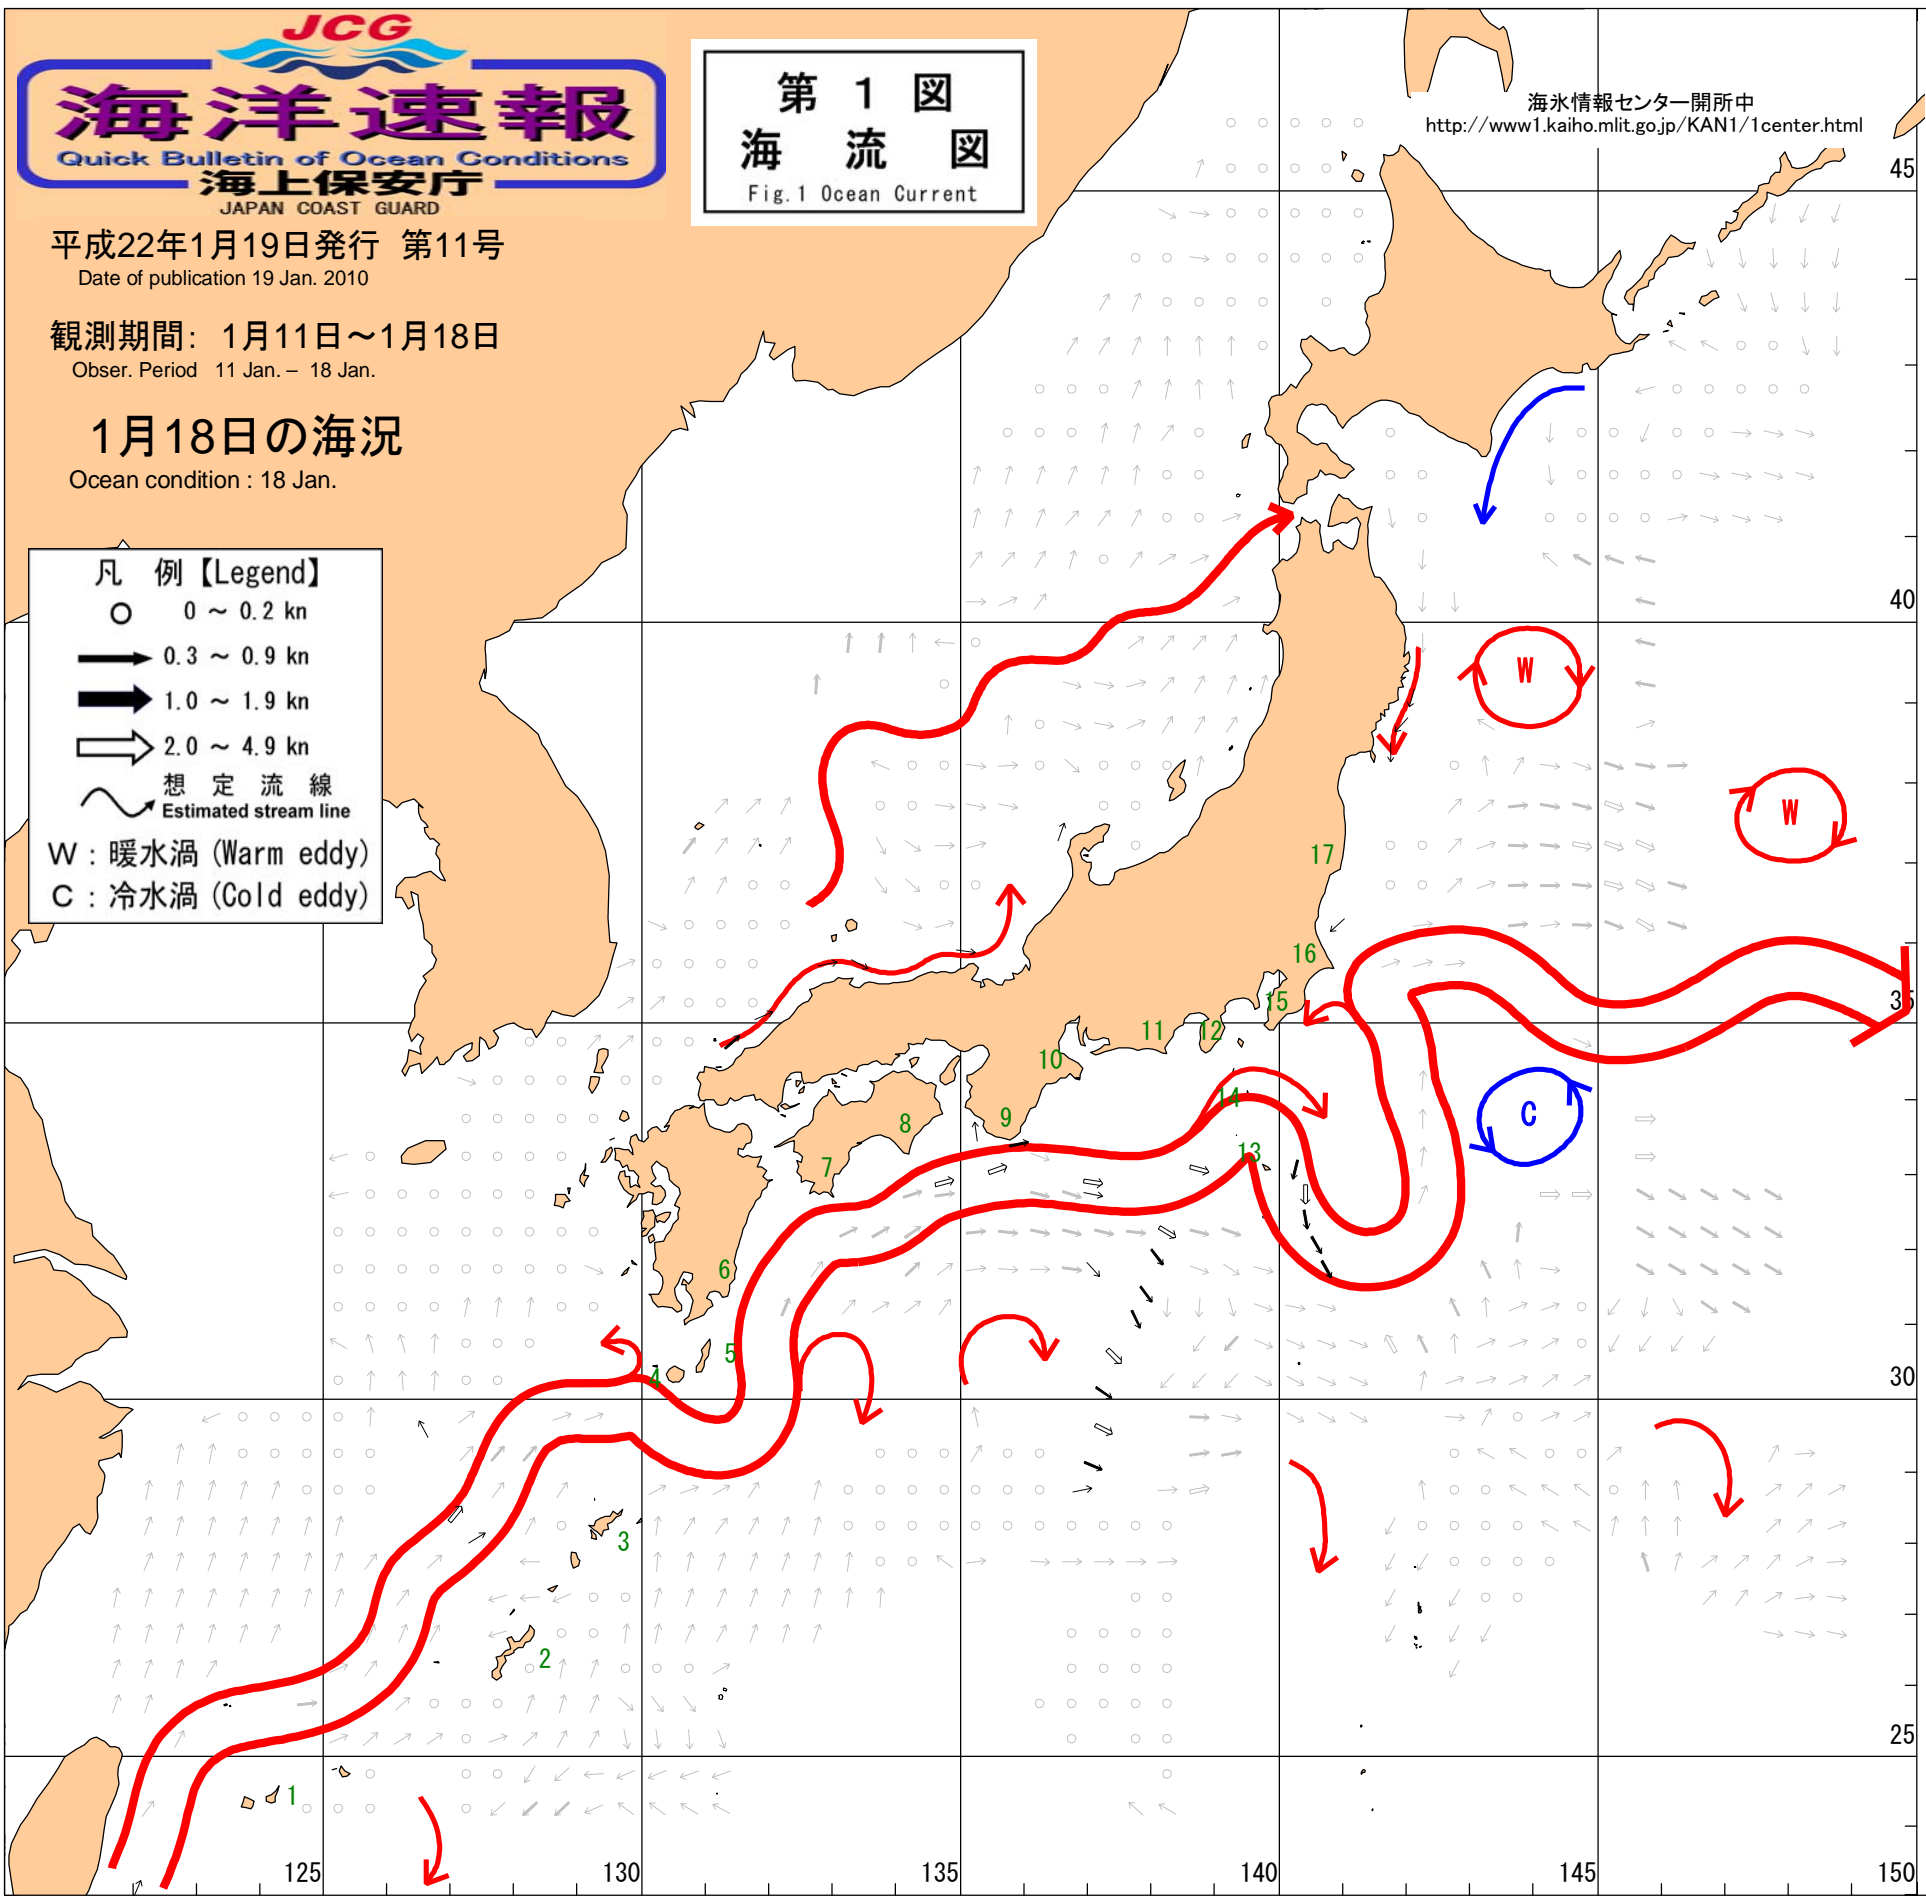 JCG
海洋速報
Quick Bulletin of Ocean Conditions
海上保安庁
JAPAN COAST GUARD
第 1 図
海 流 図
Fig.1 Ocean Current
海氷情報センター開所中
http://www1.kaiho.mlit.go.jp/KAN1/1center.html
平成22年1月19日発行 第11号
Date of publication 19 Jan. 2010
観測期間: 1月11日～1月18日
Obser. Period 11 Jan. – 18 Jan.
1月18日の海況
Ocean condition : 18 Jan.
凡 例【Legend】
0 ～ 0.2 kn
0.3 ～ 0.9 kn
1.0 ～ 1.9 kn
2.0 ～ 4.9 kn
想 定 流 線
Estimated stream line
W : 暖水渦 (Warm eddy)
C : 冷水渦 (Cold eddy)
45
40
W
W
17
16
35
15
12
11
10
14
C
9
8
13
7
6
5
4
30
3
2
25
1
125
130
135
140
145
150